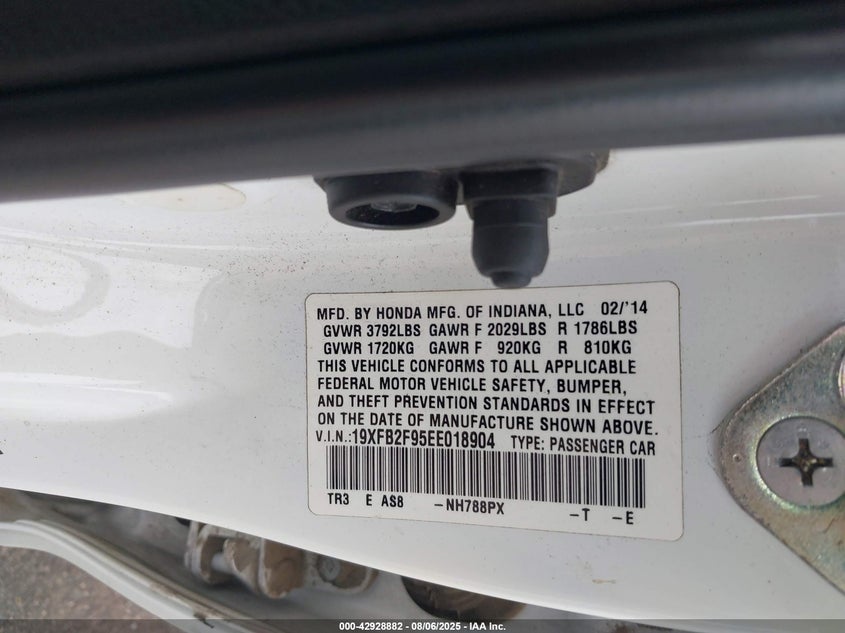 MFD. BY HONDA MFG. OF INDIANA, LLC 02/'14
GVWR 3792LBS GAWR F 2029LBS R 1786LBS
GVWR 1720KG GAWR F 920KG R 810KG
THIS VEHICLE CONFORMS TO ALL APPLICABLE
FEDERAL MOTOR VEHICLE SAFETY, BUMPER,
AND THEFT PREVENTION STANDARDS IN EFFECT
ON THE DATE OF MANUFACTURE SHOWN ABOVE.
V.I.N.:19XFB2F95EE018904 TYPE: PASSENGER CAR
TR3 E AS8 -NH788PX -T -E
000-42928882 - 08/06/2025 - IAA Inc.